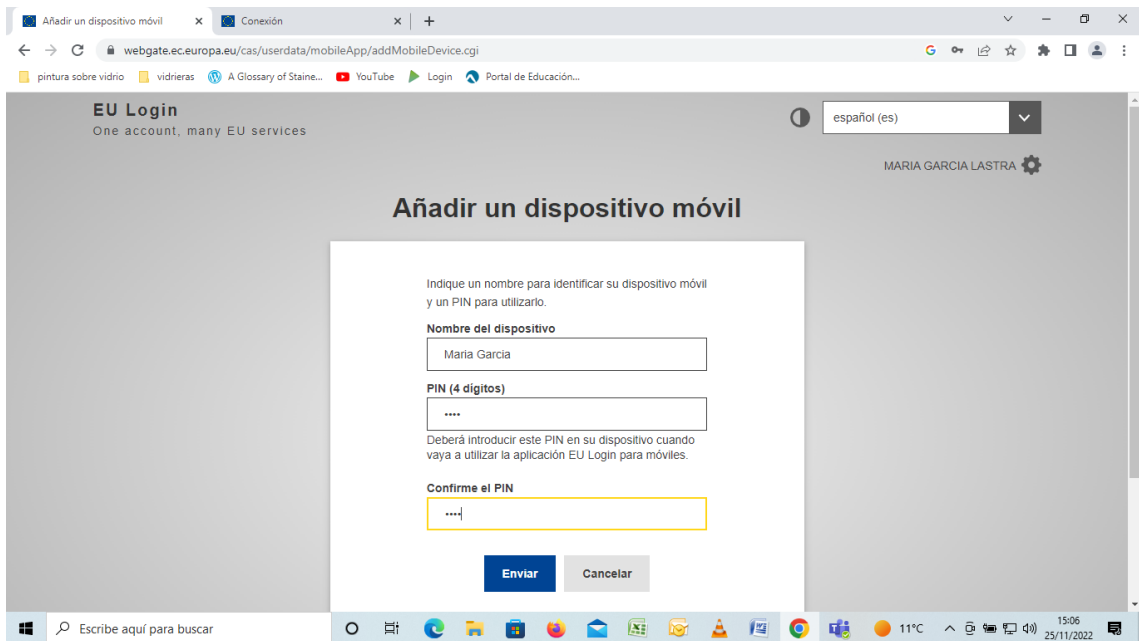 Añadir un dispositivo móvil
Conexión
webgate.ec.europa.eu/cas/userdata/mobileApp/addMobileDevice.cgi
pintura sobre vidrio
vidrieras
A Glossary of Staine...
YouTube
Login
Portal de Educación...
EU Login
One account, many EU services
español (es)
MARIA GARCIA LASTRA
Añadir un dispositivo móvil
Indique un nombre para identificar su dispositivo móvil
y un PIN para utilizarlo.
Nombre del dispositivo
Maria Garcia
PIN (4 dígitos)
••••
Deberá introducir este PIN en su dispositivo cuando
vaya a utilizar la aplicación EU Login para móviles.
Confirme el PIN
••••
Enviar
Cancelar
Escribe aquí para buscar
11°C
15:06
25/11/2022